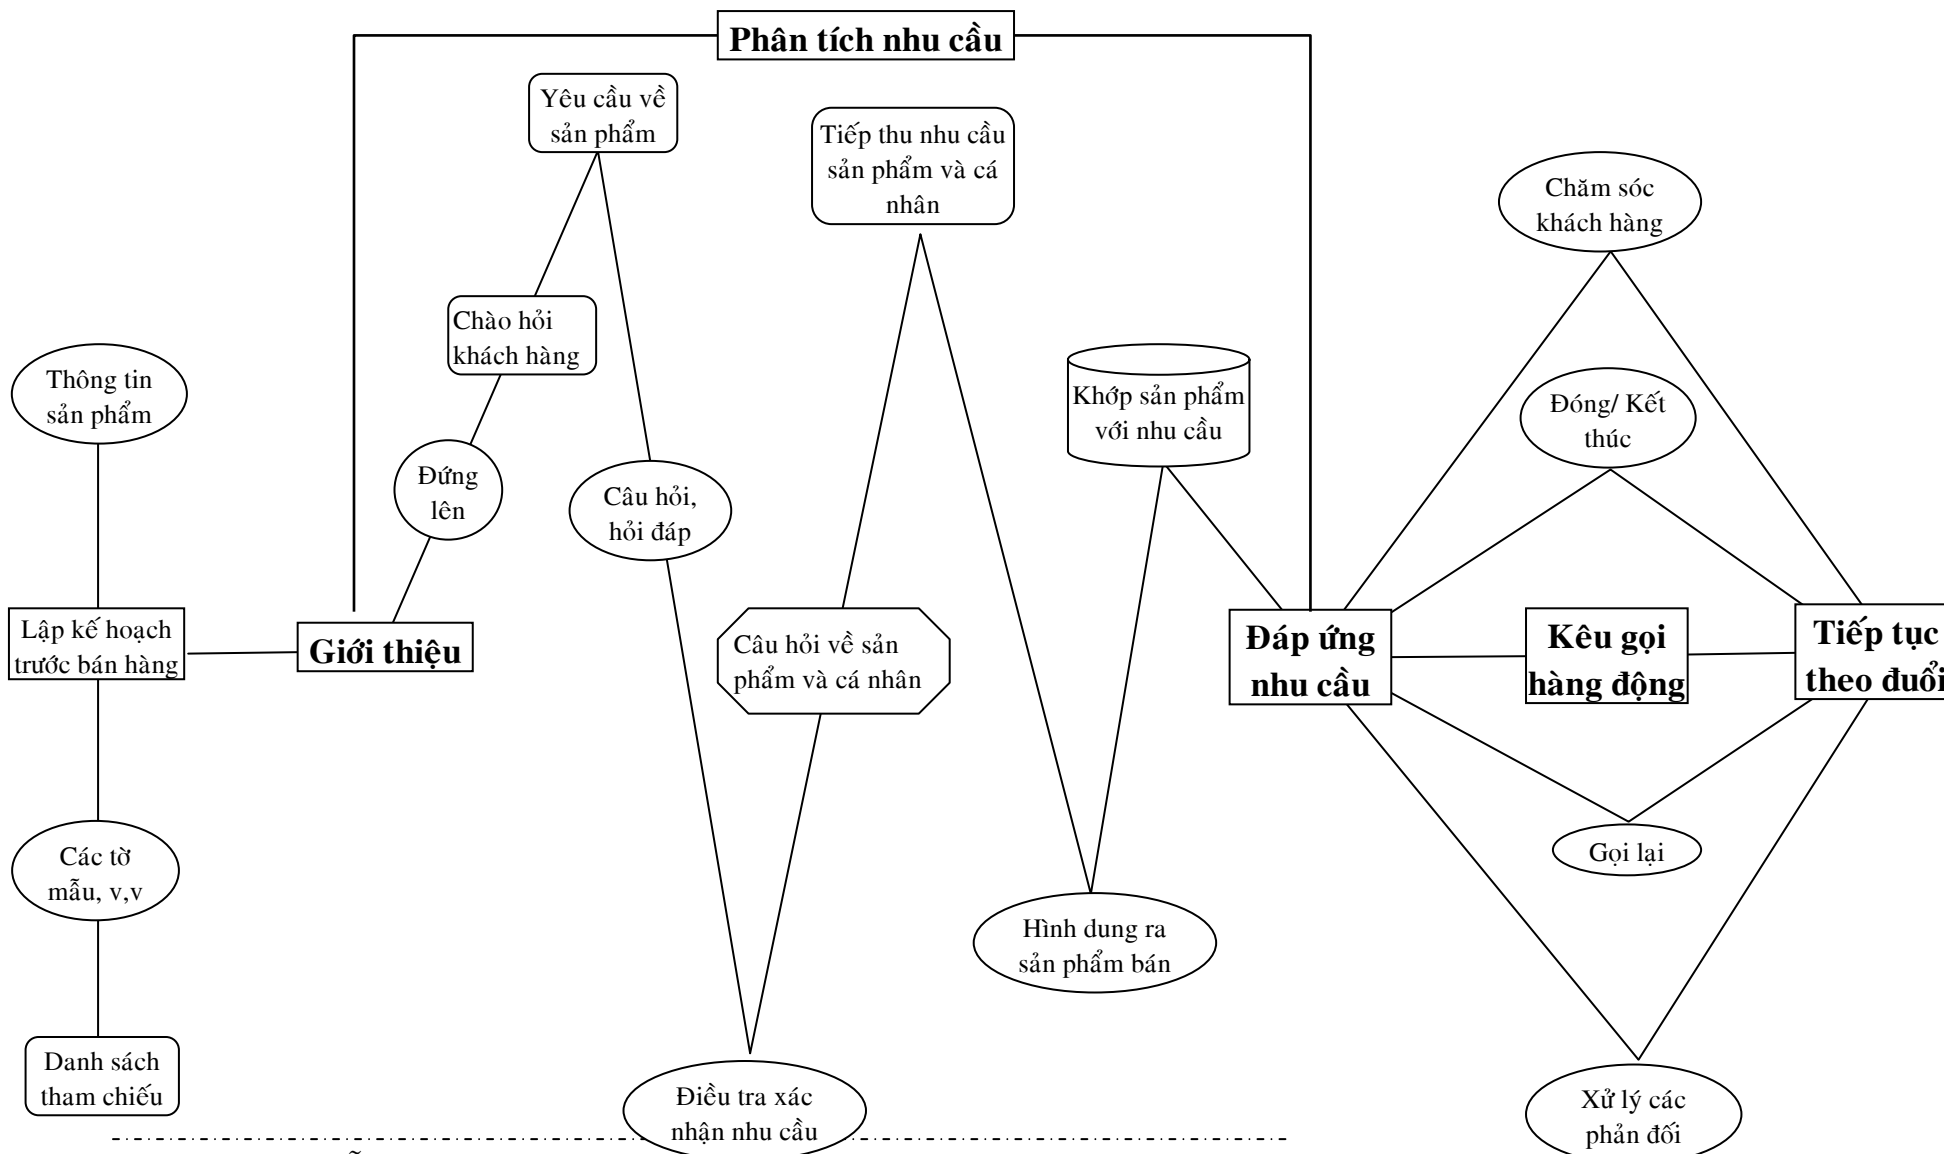 Phân tích nhu cầu
Yêu cầu về
sản phẩm
Tiếp thu nhu cầu
sản phẩm và cá
nhân
Chăm sóc
khách hàng
Chào hỏi
khách hàng
Thông tin
sản phẩm
Khớp sản phẩm
với nhu cầu
Đóng/ Kết
thúc
Đứng
lên
Câu hỏi,
hỏi đáp
Lập kế hoạch
trước bán hàng
Giới thiệu
Câu hỏi về sản
phẩm và cá nhân
Đáp ứng
nhu cầu
Kêu gọi
hàng động
Tiếp tục
theo đuổi
Các tờ
mẫu, v,v
Gọi lại
Hình dung ra
sản phẩm bán
Danh sách
tham chiếu
Điều tra xác
nhận nhu cầu
Xử lý các
phản đối